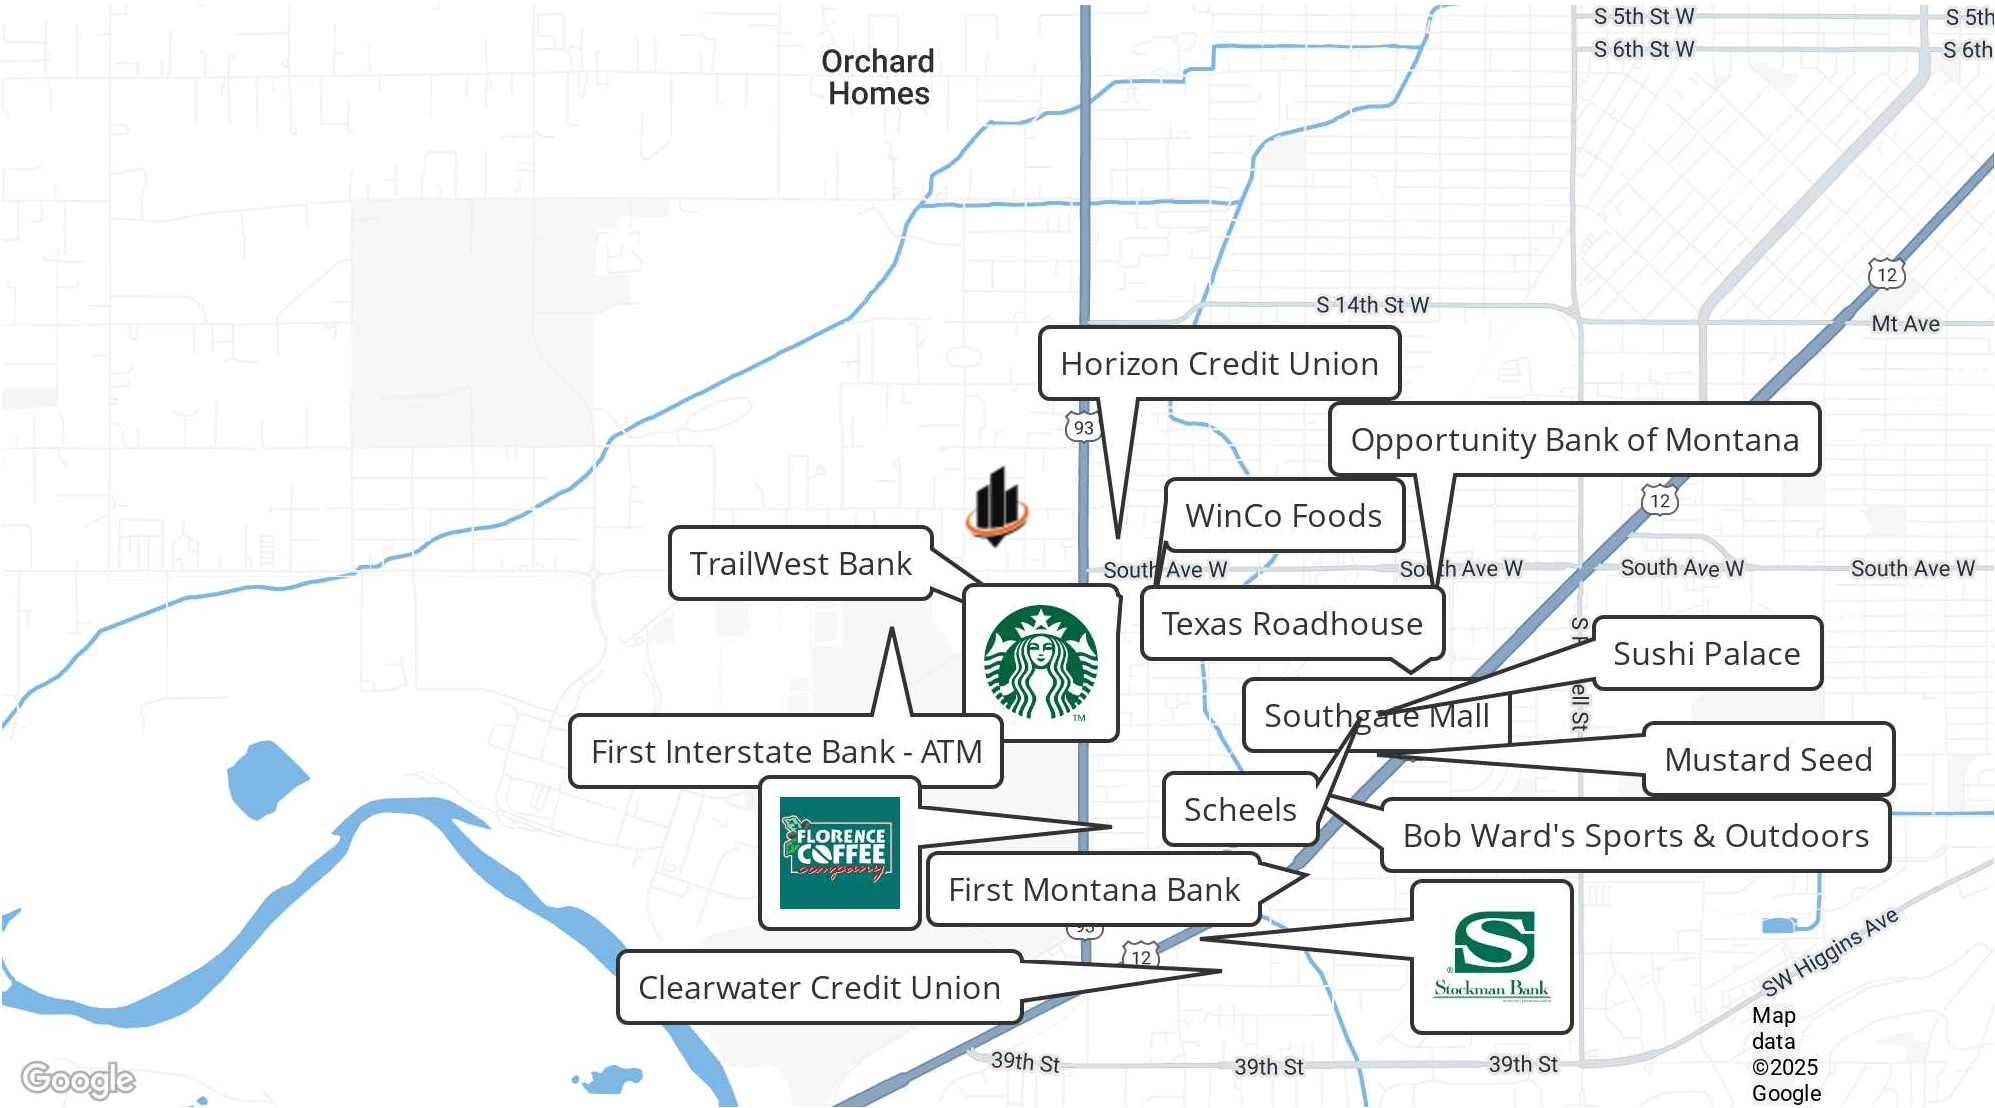 S 5th St W
S 5th
S 6th St W
S 6th
Orchard
Homes
12
S 14th St W
Mt Ave
Horizon Credit Union
93
Opportunity Bank of Montana
12
WinCo Foods
TrailWest Bank
South Ave W
South Ave W
South Ave W
South Ave W
Texas Roadhouse
Sushi Palace
TM
Southgate Mall
First Interstate Bank - ATM
Mustard Seed
Scheels
Bob Ward's Sports & Outdoors
FLORENCE
COFFEE
company
First Montana Bank
93
12
Clearwater Credit Union
S
®
Stockman Bank
SW Higgins Ave
39th St
39th St
39th St
Map
data
©2025
Google
Google